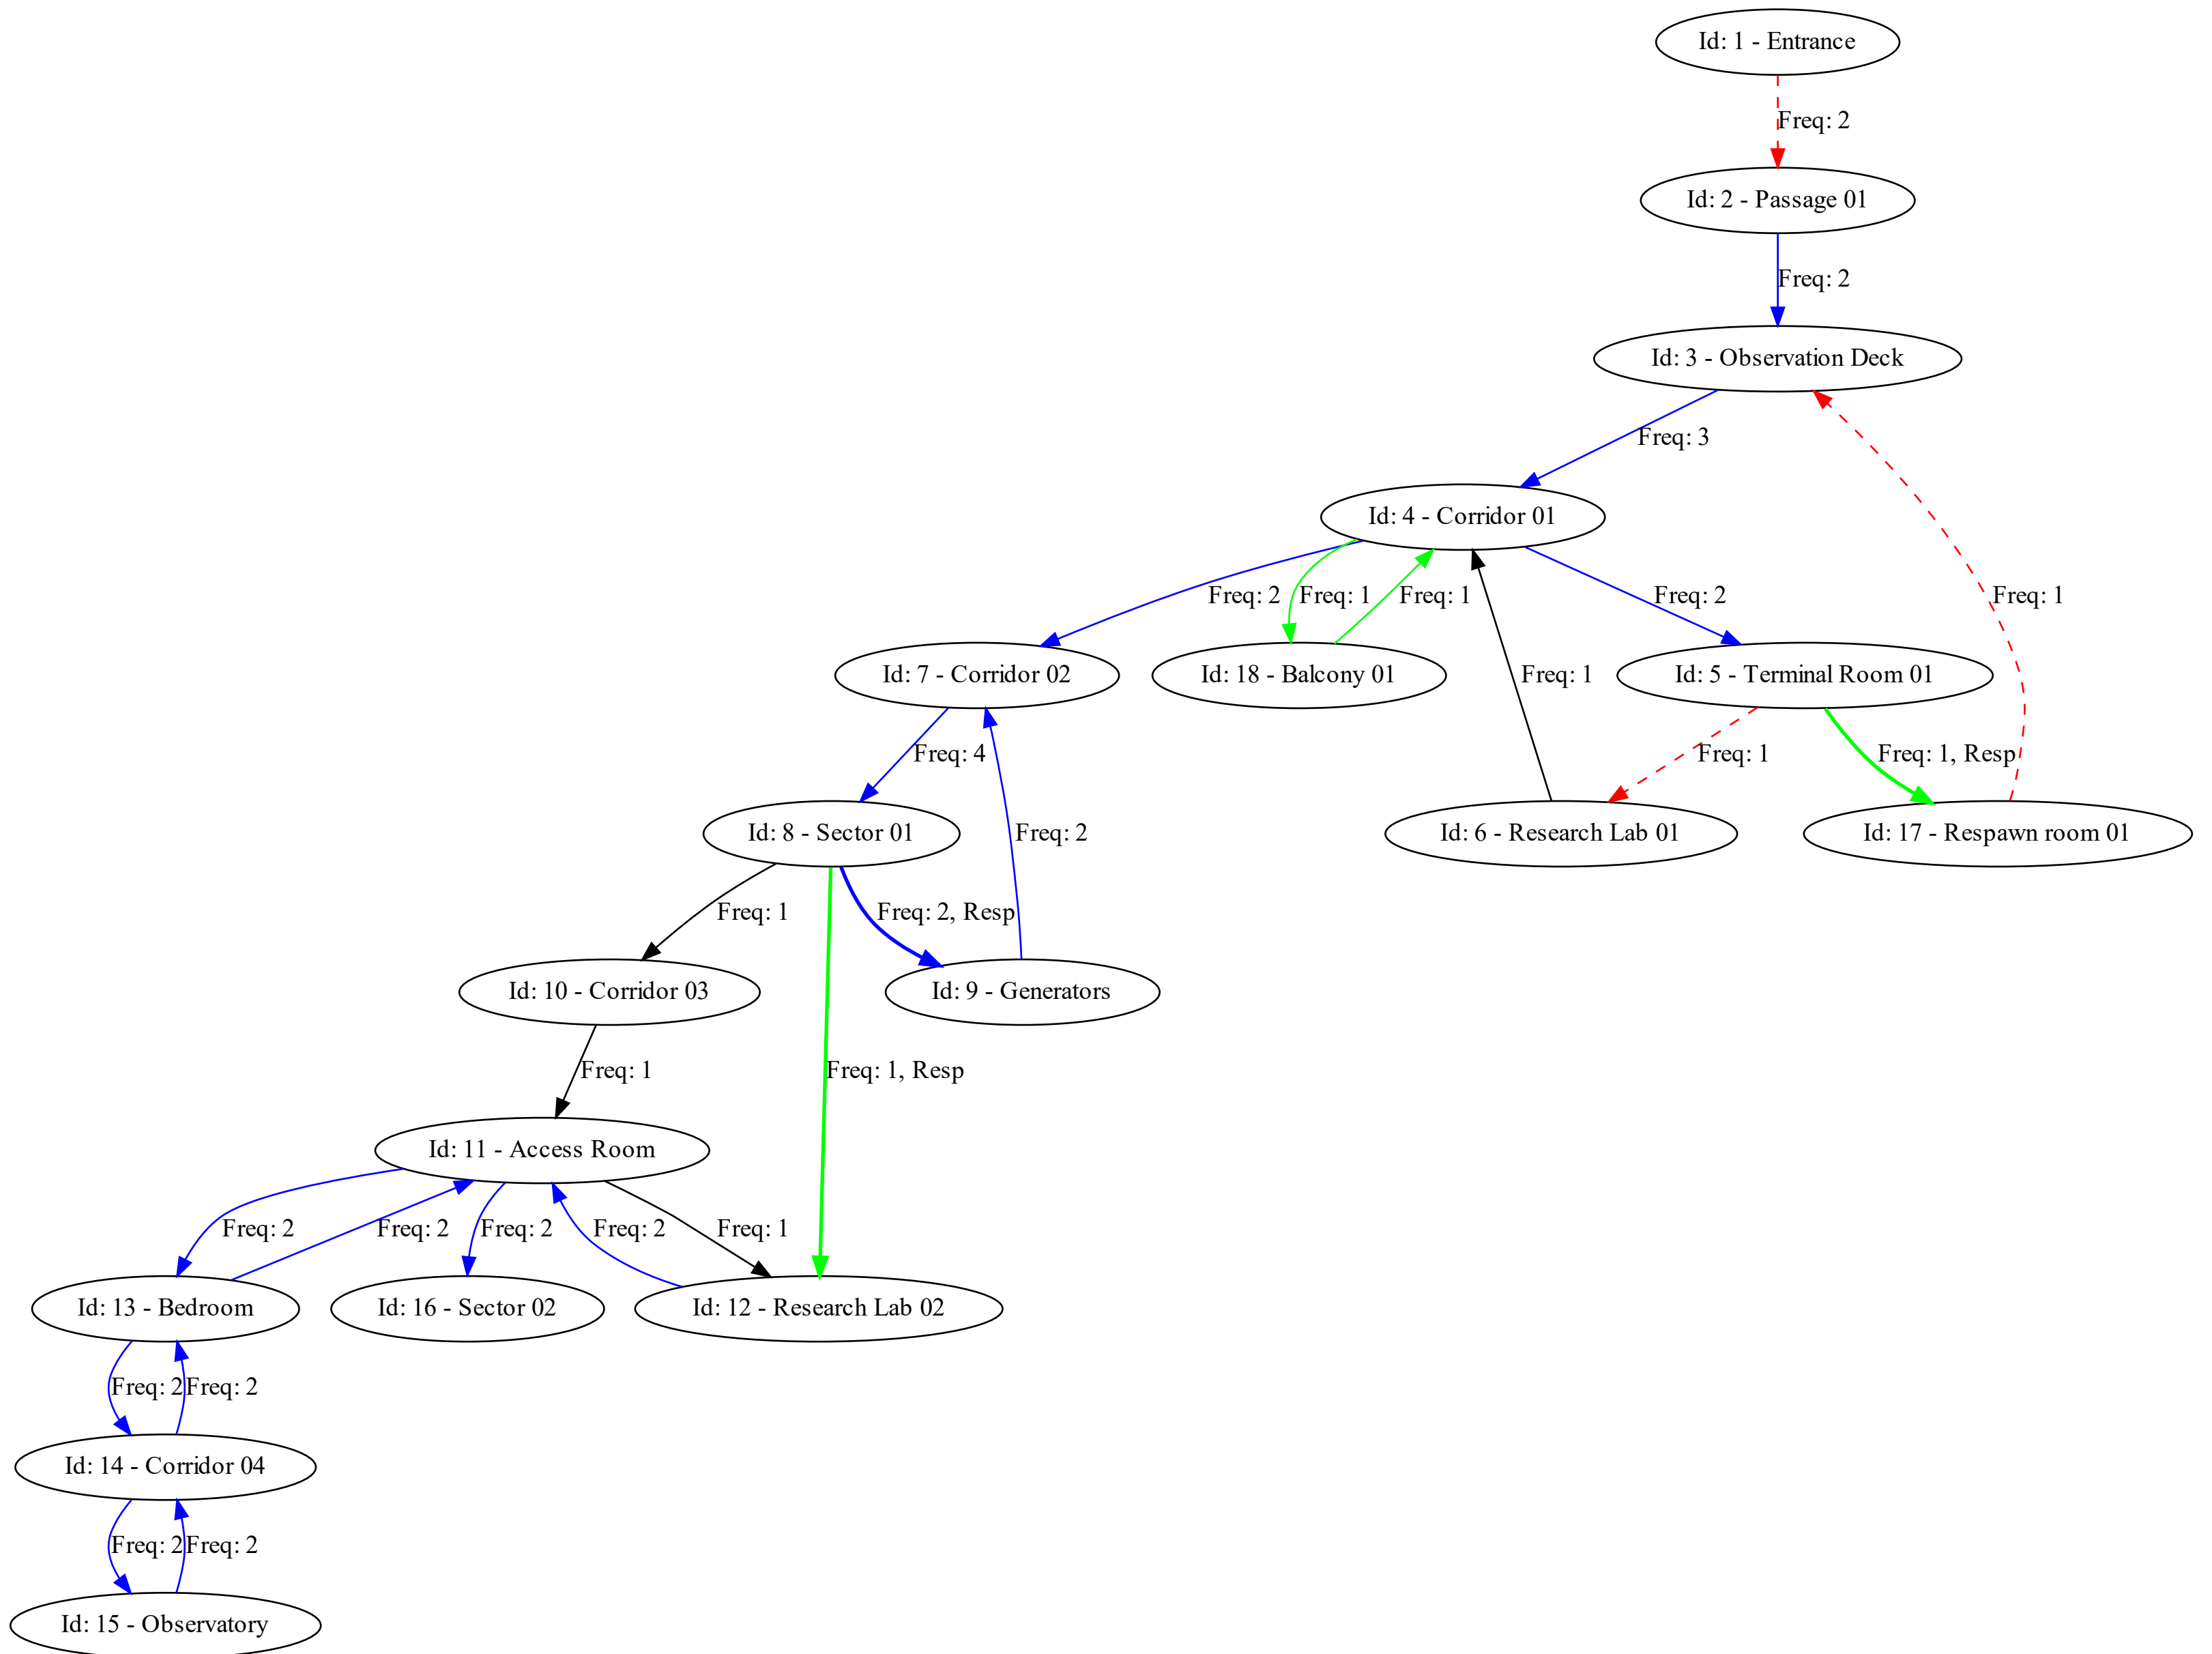 Id: 1 - Entrance
Freq: 2
Id: 2 - Passage 01
Freq: 2
Id: 3 - Observation Deck
Freq: 3
Id: 4 - Corridor 01
Freq: 2
Freq: 1
Freq: 1
Freq: 2
Freq: 1
Id: 7 - Corridor 02
Id: 18 - Balcony 01
Freq: 1
Id: 5 - Terminal Room 01
Freq: 4
Freq: 1
Freq: 1, Resp
Id: 8 - Sector 01
Freq: 2
Id: 6 - Research Lab 01
Id: 17 - Respawn room 01
Freq: 1
Freq: 2, Resp
Id: 10 - Corridor 03
Id: 9 - Generators
Freq: 1
Freq: 1, Resp
Id: 11 - Access Room
Freq: 2
Freq: 2
Freq: 2
Freq: 2
Freq: 1
Id: 13 - Bedroom
Id: 16 - Sector 02
Id: 12 - Research Lab 02
Freq: 2
Freq: 2
Id: 14 - Corridor 04
Freq: 2
Freq: 2
Id: 15 - Observatory